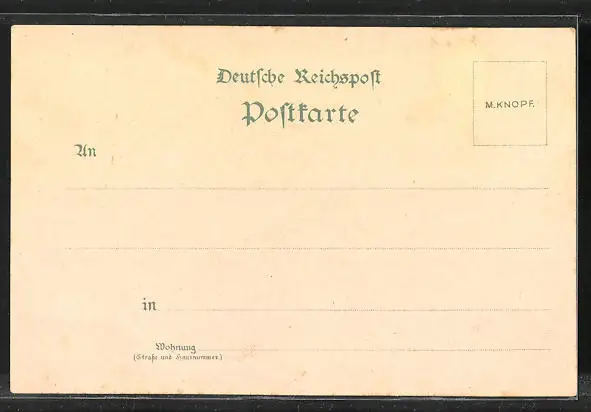 Deutſche Reichspoſt
Poſtkarte
M.KNOPF.
An
in
Wohnung
(Straße und Hausnummer.)